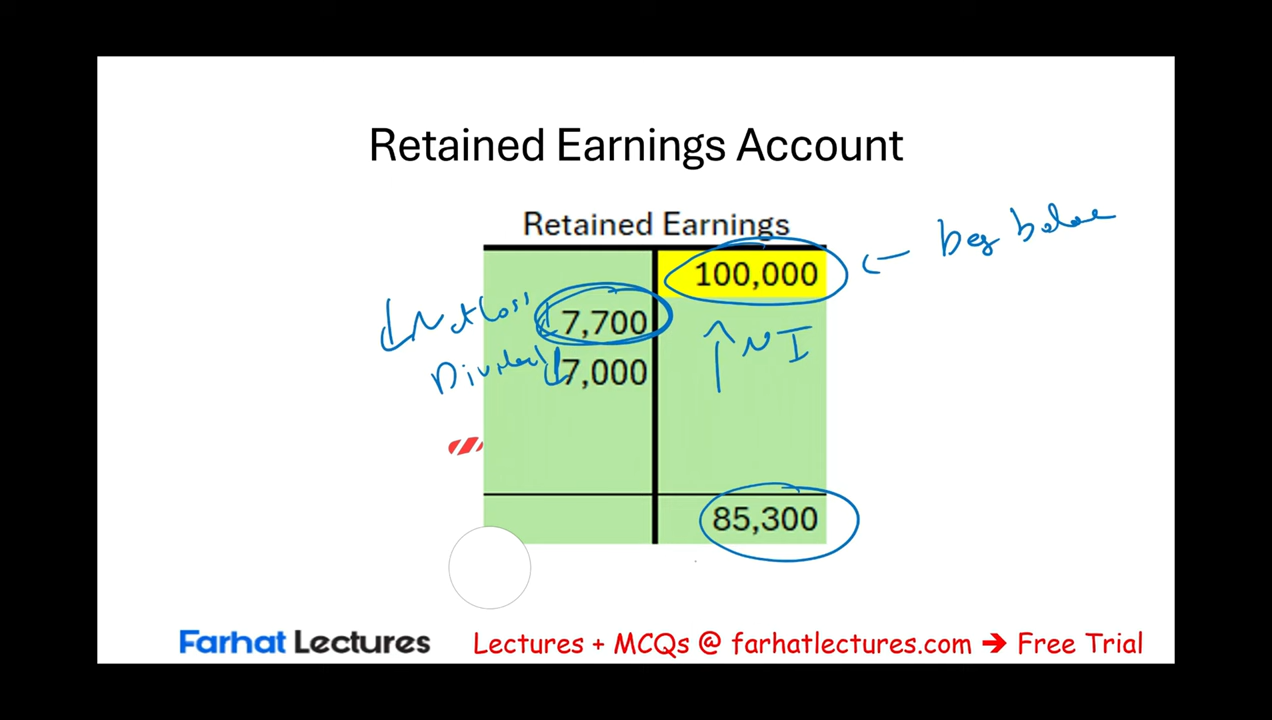 Retained Earnings Account
Retained Earnings
100,000
← beg balance
↓ Net Loss 7,700
↑ NI
Dividend ↓ 7,000
85,300
Farhat Lectures
Lectures + MCQs @ farhatlectures.com → Free Trial